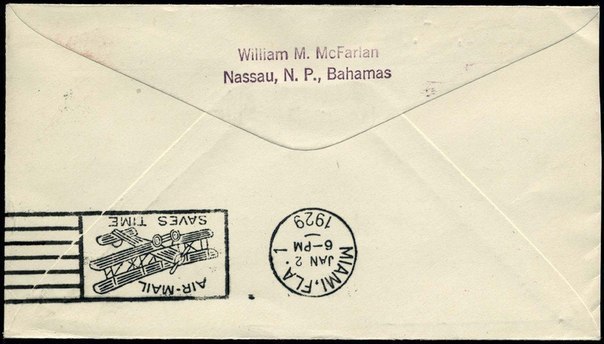 William M. McFarlan
Nassau, N. P., Bahamas
MIAMI, FLA. 1
JAN 2
6-PM
1929
AIR-MAIL
SAVES TIME